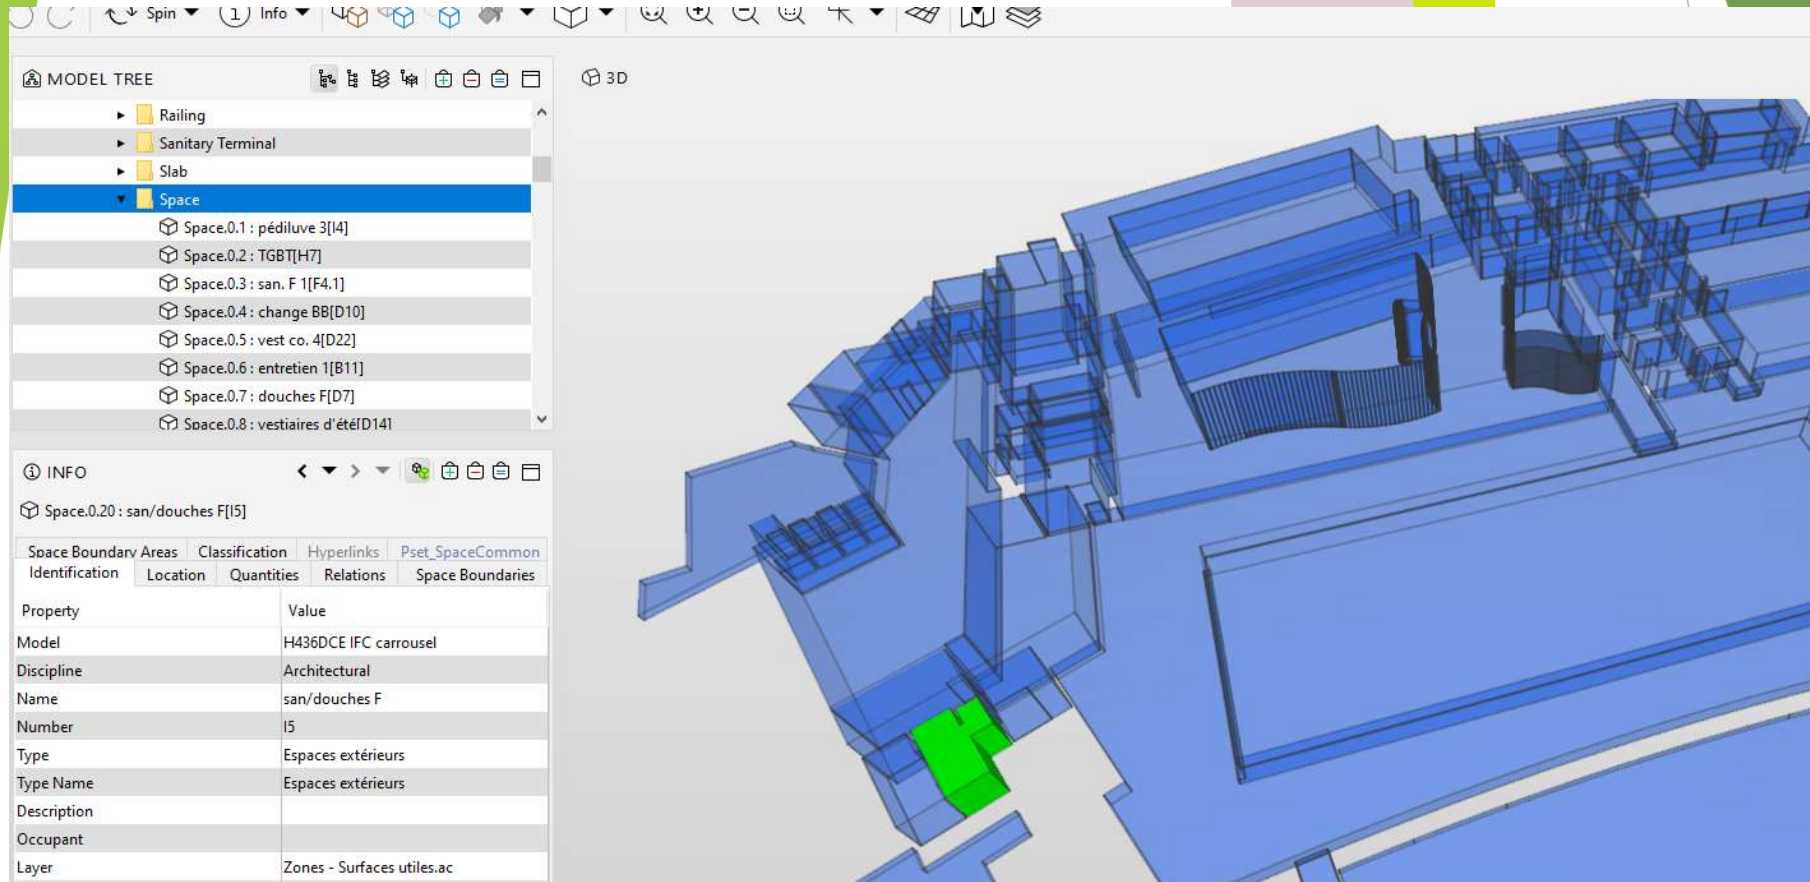 Spin Info
MODEL TREE
3D
Railing
Sanitary Terminal
Slab
Space
Space.0.1 : pédiluve 3[I4]
Space.0.2 : TGBT[H7]
Space.0.3 : san. F 1[F4.1]
Space.0.4 : change BB[D10]
Space.0.5 : vest co. 4[D22]
Space.0.6 : entretien 1[B11]
Space.0.7 : douches F[D7]
Space.0.8 : vestiaires d'été[D14]
INFO
Space.0.20 : san/douches F[I5]
Space Boundary Areas Classification Hyperlinks Pset_SpaceCommon
Identification Location Quantities Relations Space Boundaries
Property Value
Model H436DCE IFC carrousel
Discipline Architectural
Name san/douches F
Number I5
Type Espaces extérieurs
Type Name Espaces extérieurs
Description
Occupant
Layer Zones - Surfaces utiles.ac